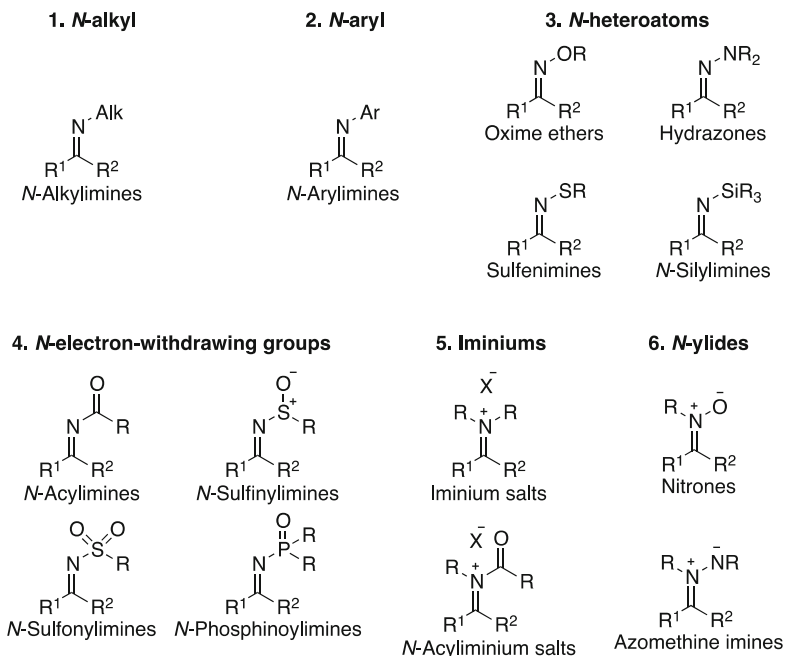 1. N-alkyl
2. N-aryl
3. N-heteroatoms
N
Alk
R1
R2
N-Alkylimines
N
Ar
R1
R2
N-Arylimines
N
OR
R1
R2
Oxime ethers
N
NR2
R1
R2
Hydrazones
N
SR
R1
R2
Sulfenimines
N
SiR3
R1
R2
N-Silylimines
4. N-electron-withdrawing groups
5. Iminiums
6. N-ylides
O
N
R
R1
R2
N-Acylimines
O−
S+
N
R
R1
R2
N-Sulfinylimines
O
O
S
N
R
R1
R2
N-Sulfonylimines
O
P
R
N
R
R1
R2
N-Phosphinoylimines
X−
R
N+
R
R1
R2
Iminium salts
X−
O
R
N+
R
R1
R2
N-Acyliminium salts
R
N+
O−
R1
R2
Nitrones
R
N+
−NR
R1
R2
Azomethine imines